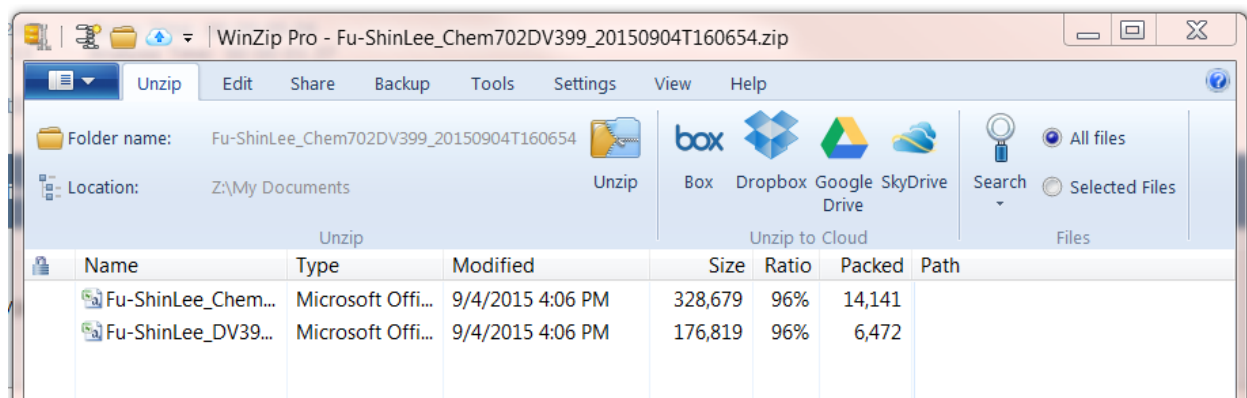 WinZip Pro - Fu-ShinLee_Chem702DV399_20150904T160654.zip
Unzip Edit Share Backup Tools Settings View Help
Folder name: Fu-ShinLee_Chem702DV399_20150904T160654
Location: Z:\My Documents
Unzip
Unzip
box
Box Dropbox Google Drive SkyDrive
Unzip to Cloud
Search
All files
Selected Files
Files
Name Type Modified Size Ratio Packed Path
Fu-ShinLee_Chem... Microsoft Offi... 9/4/2015 4:06 PM 328,679 96% 14,141
Fu-ShinLee_DV39... Microsoft Offi... 9/4/2015 4:06 PM 176,819 96% 6,472